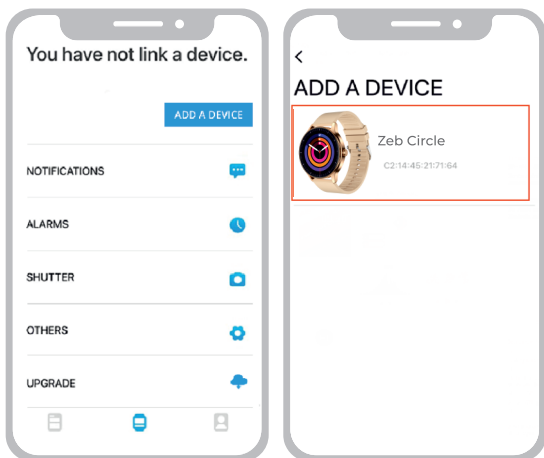 You have not link a device.
ADD A DEVICE
NOTIFICATIONS
ALARMS
SHUTTER
OTHERS
UPGRADE
<
ADD A DEVICE
Zeb Circle
C2:14:45:21:71:64